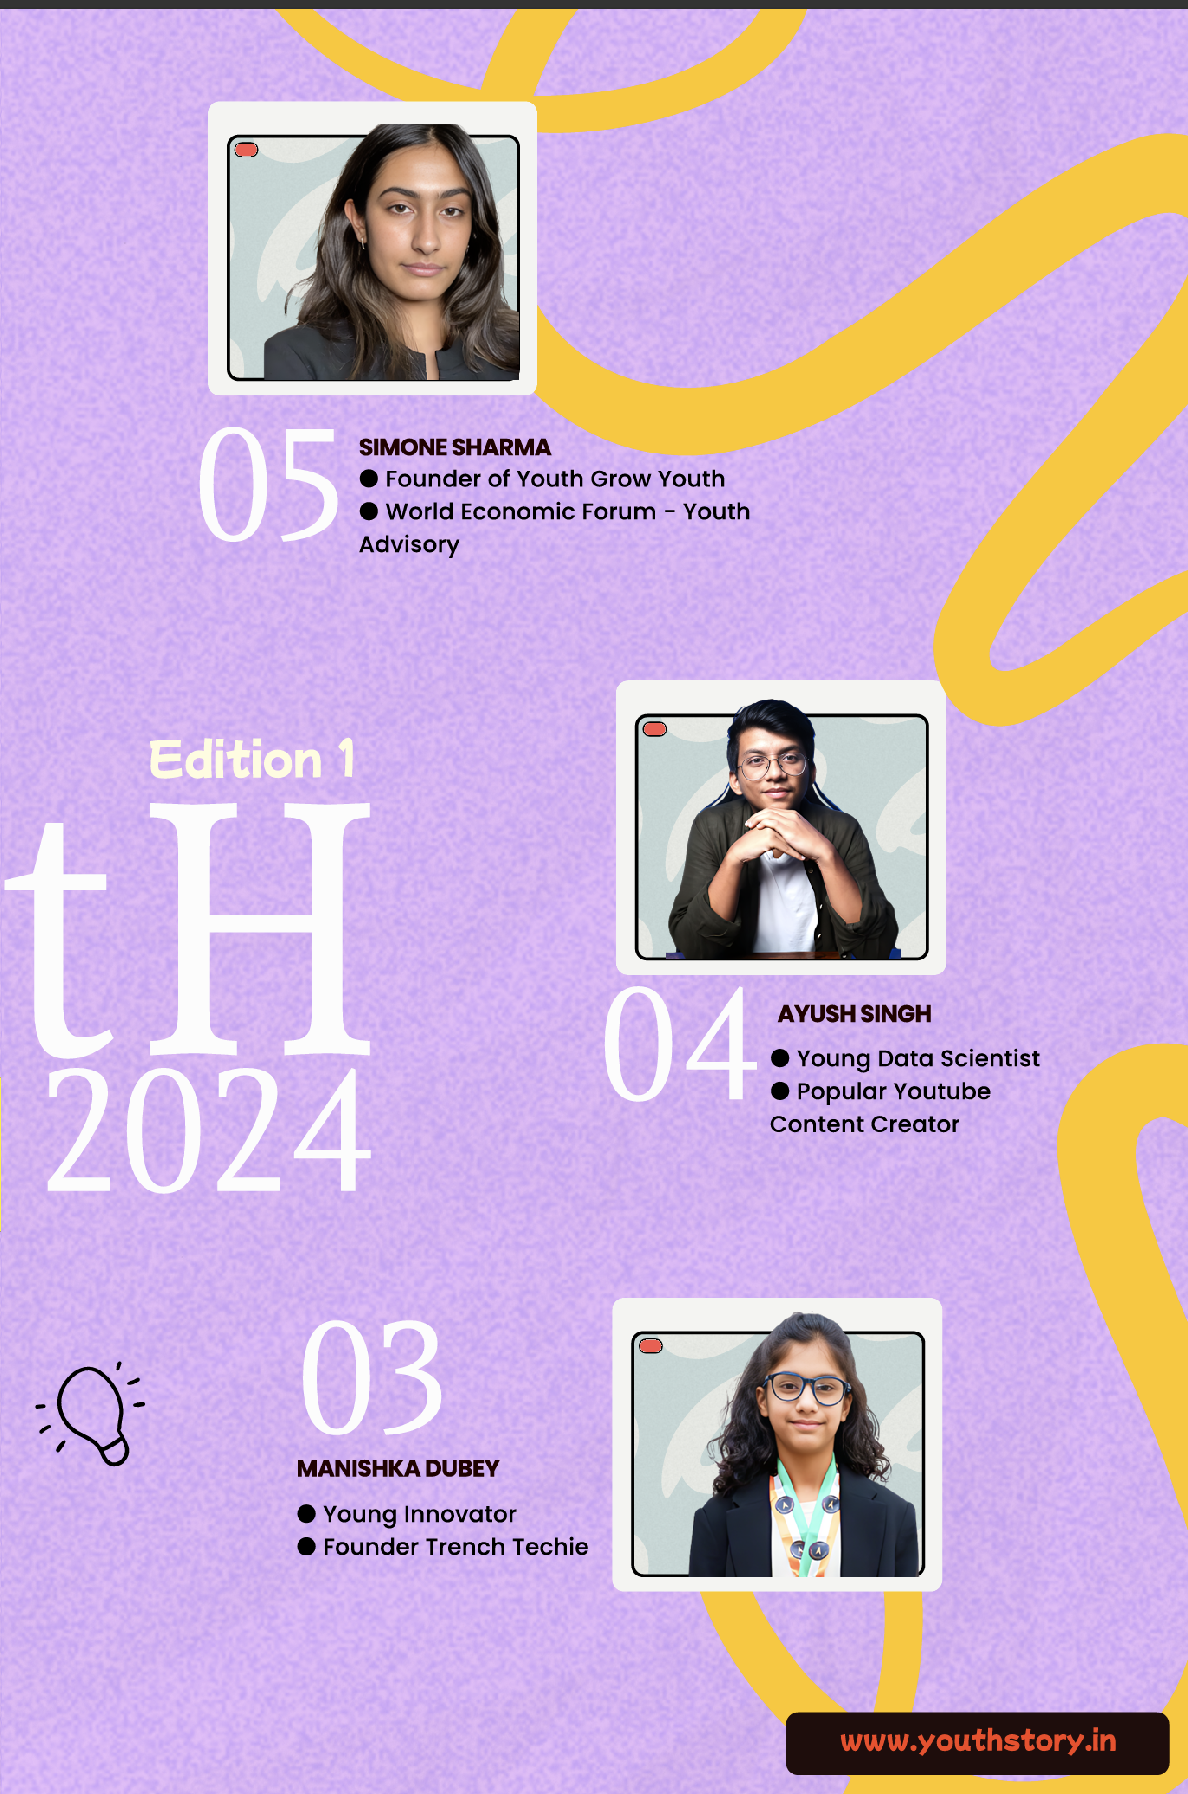 05
SIMONE SHARMA
● Founder of Youth Grow Youth
● World Economic Forum - Youth
Advisory
Edition 1
tH
2024
04
AYUSH SINGH
● Young Data Scientist
● Popular Youtube
Content Creator
03
MANISHKA DUBEY
● Young Innovator
● Founder Trench Techie
www.youthstory.in